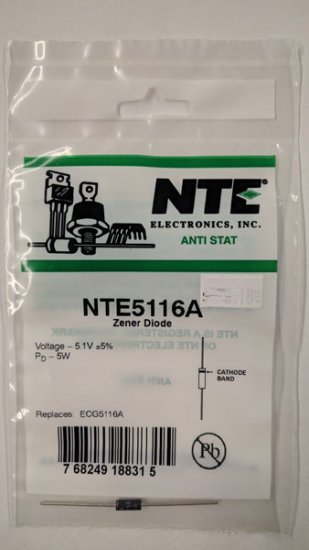 NTE®
ELECTRONICS, INC.
ANTI STAT
NTE5116A
Zener Diode
Voltage – 5.1V ±5%
PD – 5W
CATHODE
BAND
Replaces: ECG5116A
Pb
7 68249 18831 5